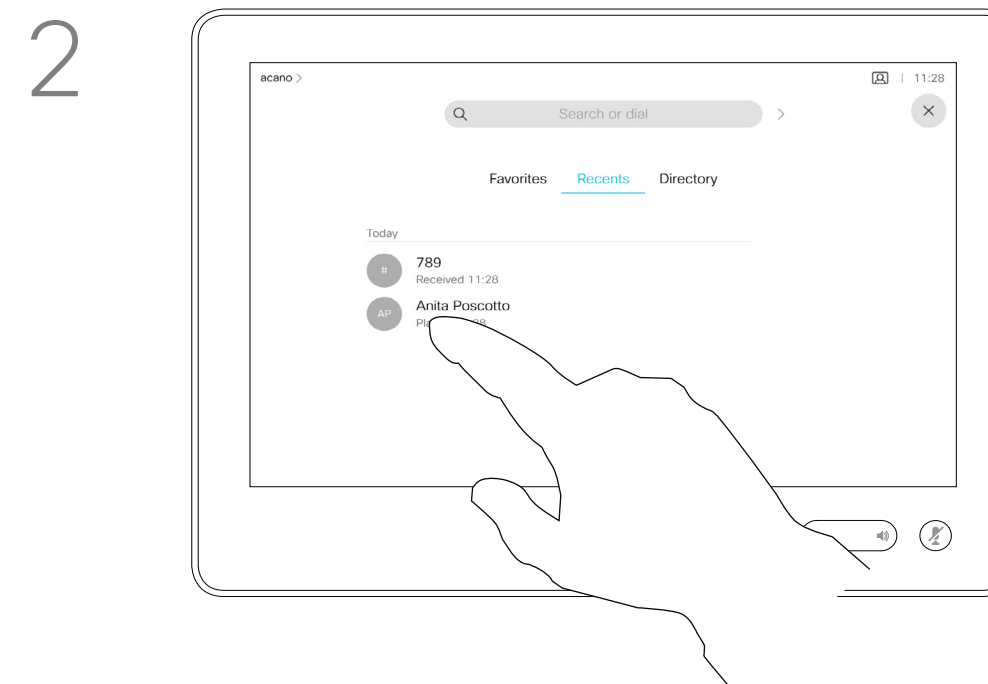 2
acano >
11:28
Search or dial
Favorites Recents Directory
Today
# 789
Received 11:28
AP Anita Poscotto